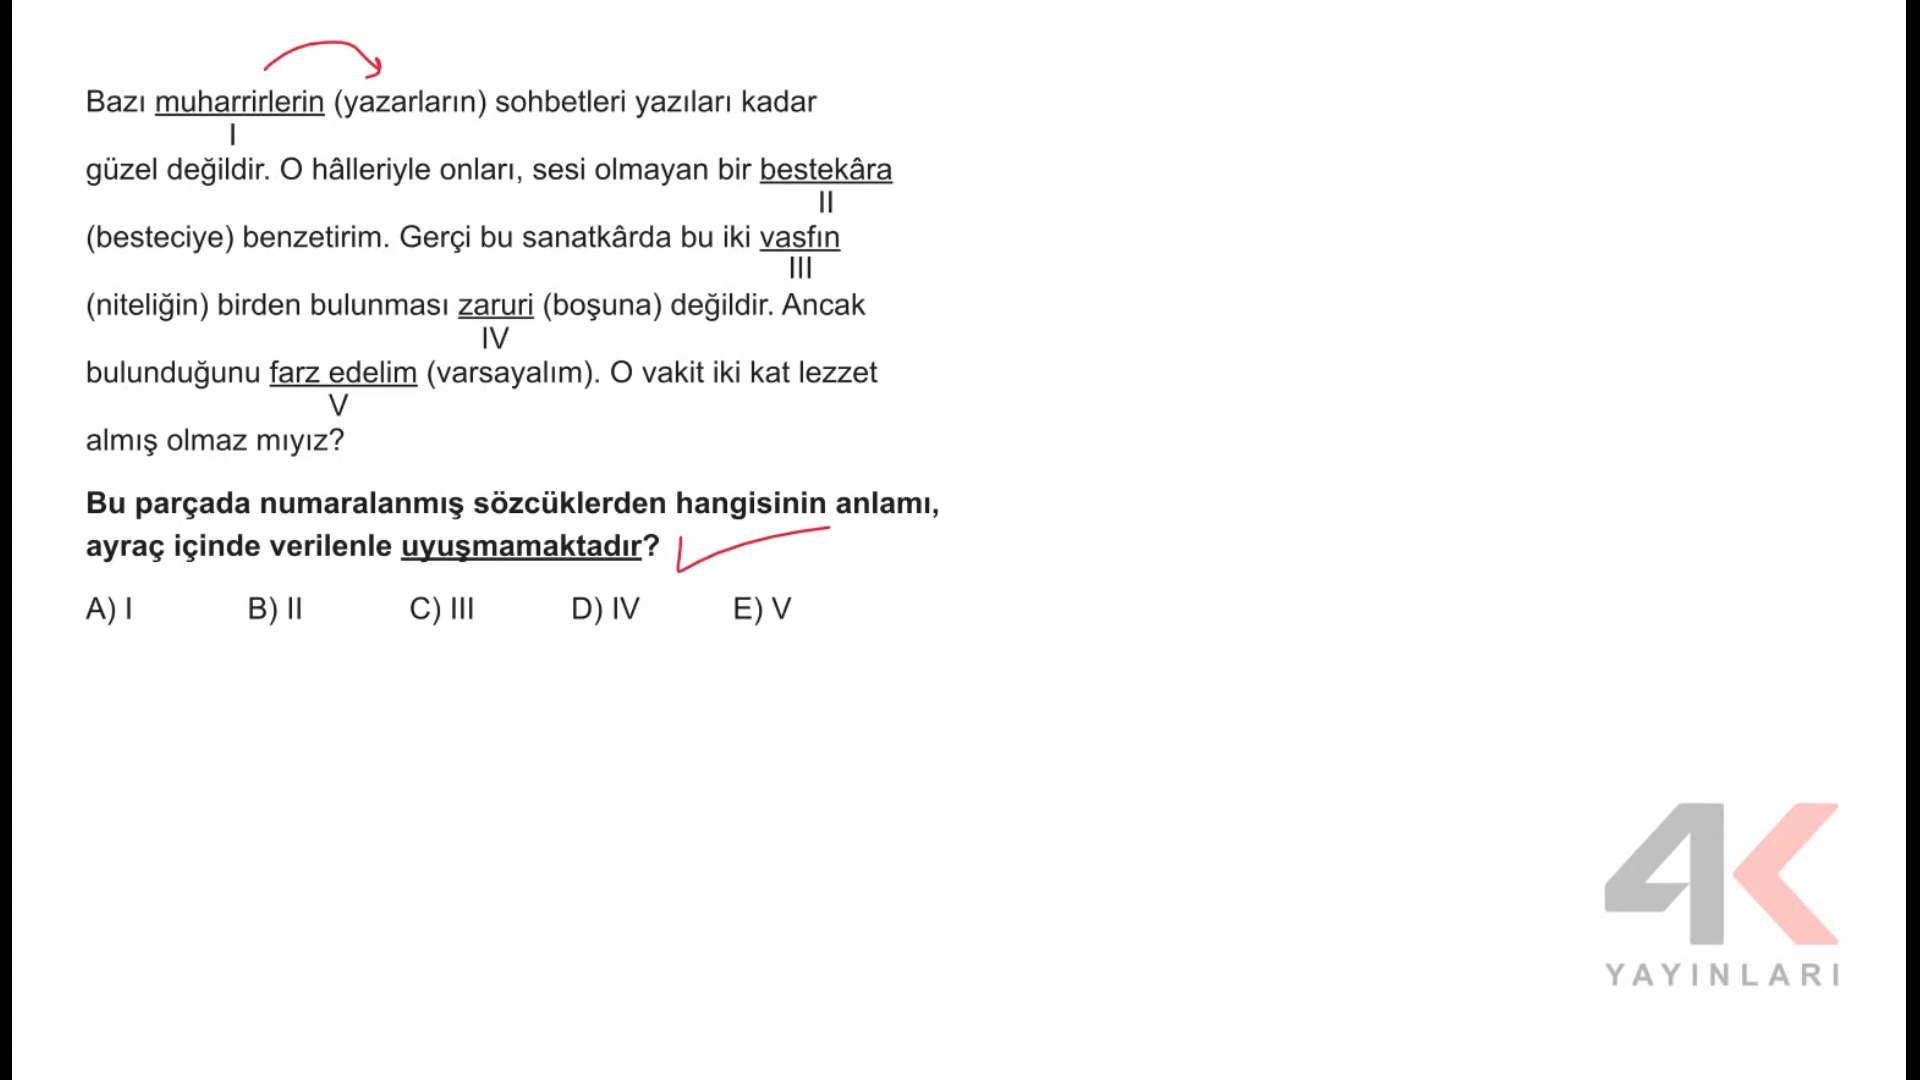 Bazı muharrirlerin (yazarların) sohbetleri yazıları kadar
I
güzel değildir. O hâlleriyle onları, sesi olmayan bir bestekâra
II
(besteciye) benzetirim. Gerçi bu sanatkârda bu iki vasfın
III
(niteliğin) birden bulunması zaruri (boşuna) değildir. Ancak
IV
bulunduğunu farz edelim (varsayalım). O vakit iki kat lezzet
V
almış olmaz mıyız?
Bu parçada numaralanmış sözcüklerden hangisinin anlamı,
ayraç içinde verilenle uyuşmamaktadır?
A) I B) II C) III D) IV E) V
4K
YAYINLARI